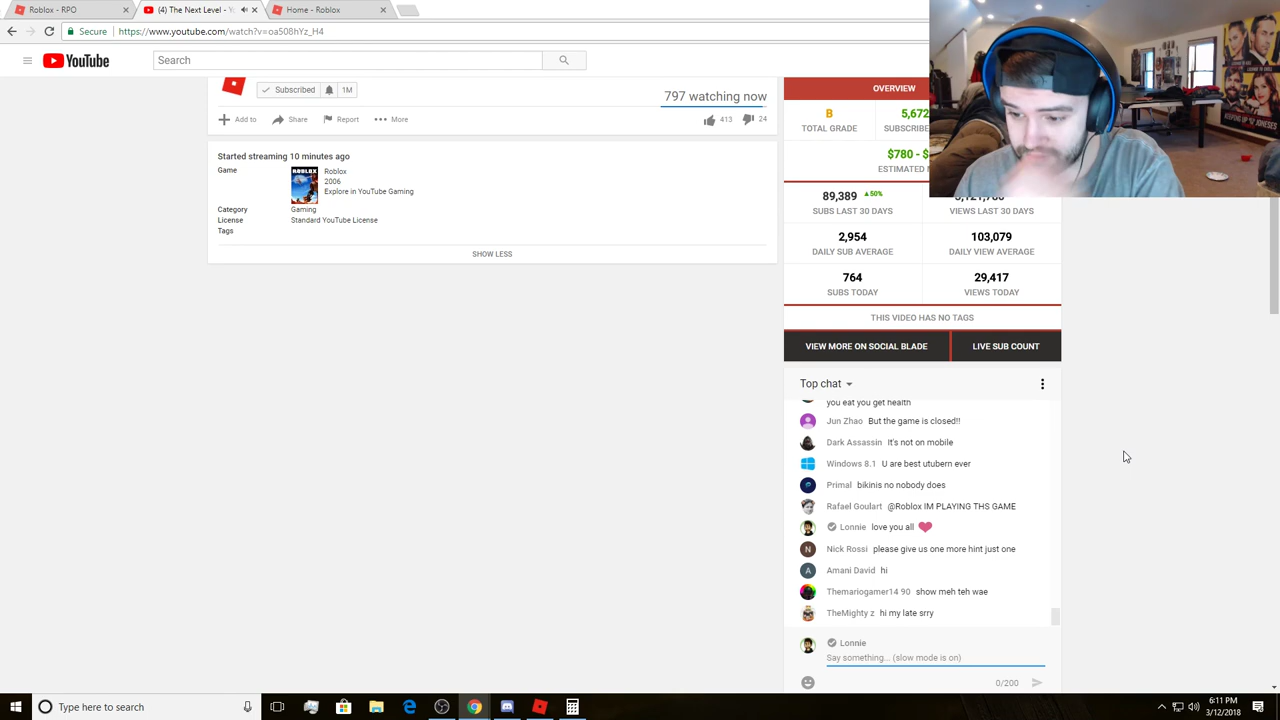 Roblox - RPO
(4) The Next Level - Yo
Home - Roblox
Secure
https://www.youtube.com/watch?v=oa508hYz_H4
YouTube
Search
Subscribed
1M
797 watching now
Add to
Share
Report
More
413
24
Started streaming 10 minutes ago
Game
Roblox
2006
Explore in YouTube Gaming
Category
Gaming
License
Standard YouTube License
Tags
SHOW LESS
OVERVIEW
B
TOTAL GRADE
5,672
SUBSCRIBE
$780 - $
ESTIMATED
89,389
50%
SUBS LAST 30 DAYS
VIEWS LAST 30 DAYS
2,954
DAILY SUB AVERAGE
103,079
DAILY VIEW AVERAGE
764
SUBS TODAY
29,417
VIEWS TODAY
THIS VIDEO HAS NO TAGS
VIEW MORE ON SOCIAL BLADE
LIVE SUB COUNT
Top chat
you eat you get health
Jun Zhao But the game is closed!!
Dark Assassin It's not on mobile
Windows 8.1 U are best utubern ever
Primal bikinis no nobody does
Rafael Goulart @Roblox IM PLAYING THS GAME
Lonnie love you all
N Nick Rossi please give us one more hint just one
A Amani David hi
Themariogamer14 90 show meh teh wae
TheMighty z hi my late srry
Lonnie
Say something... (slow mode is on)
0/200
KEEPING UP WITH THE JONESES
Type here to search
6:11 PM
3/12/2018